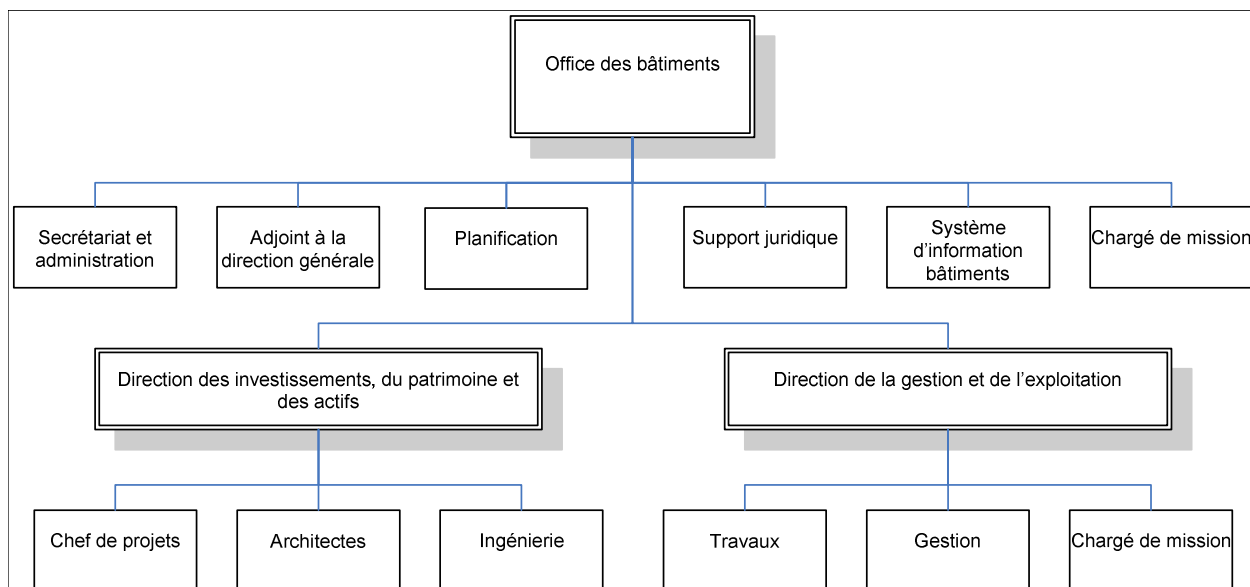 Office des bâtiments
Secrétariat et
administration
Adjoint à la
direction générale
Planification
Support juridique
Système
d’information
bâtiments
Chargé de mission
Direction des investissements, du patrimoine et
des actifs
Direction de la gestion et de l’exploitation
Chef de projets
Architectes
Ingénierie
Travaux
Gestion
Chargé de mission